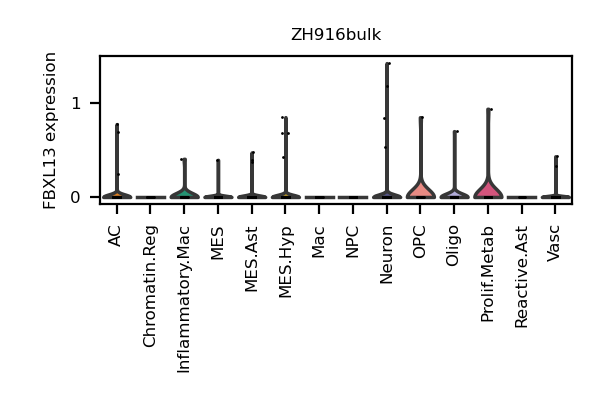 ZH916bulk
FBXL13 expression
1
0
AC
Chromatin.Reg
Inflammatory.Mac
MES
MES.Ast
MES.Hyp
Mac
NPC
Neuron
OPC
Oligo
Prolif.Metab
Reactive.Ast
Vasc